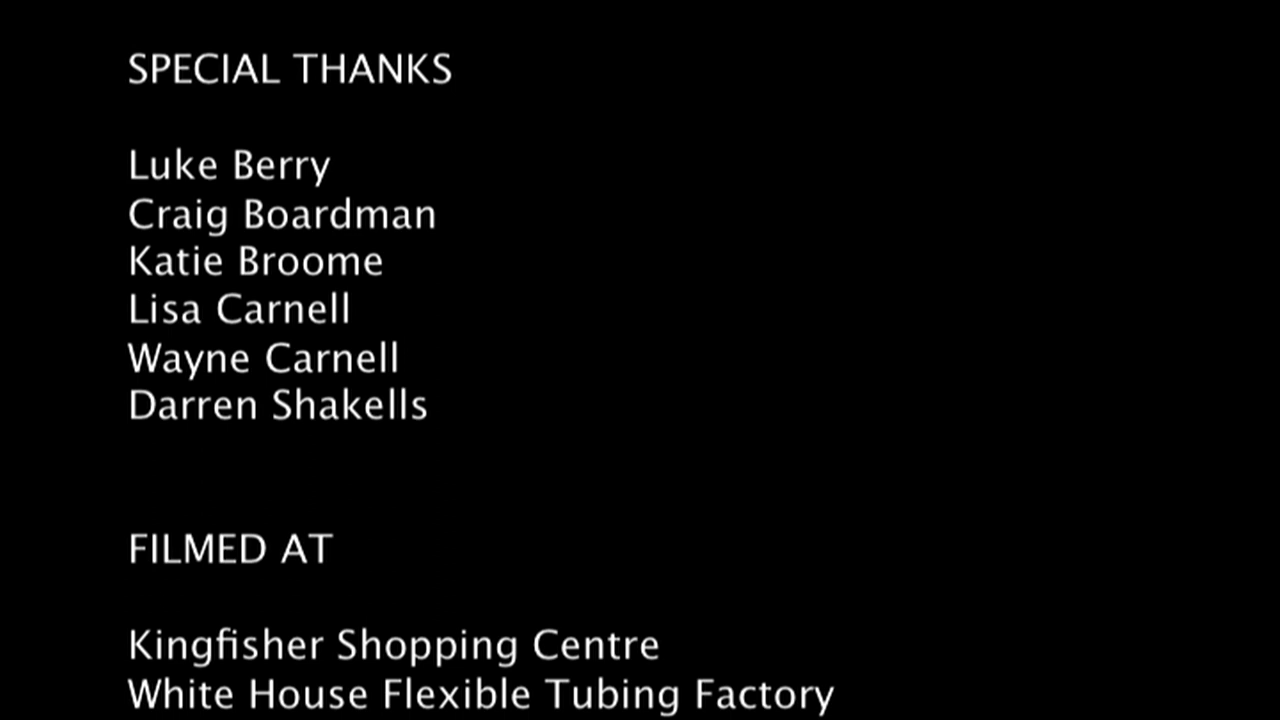 SPECIAL THANKS
Luke Berry
Craig Boardman
Katie Broome
Lisa Carnell
Wayne Carnell
Darren Shakells
FILMED AT
Kingfisher Shopping Centre
White House Flexible Tubing Factory